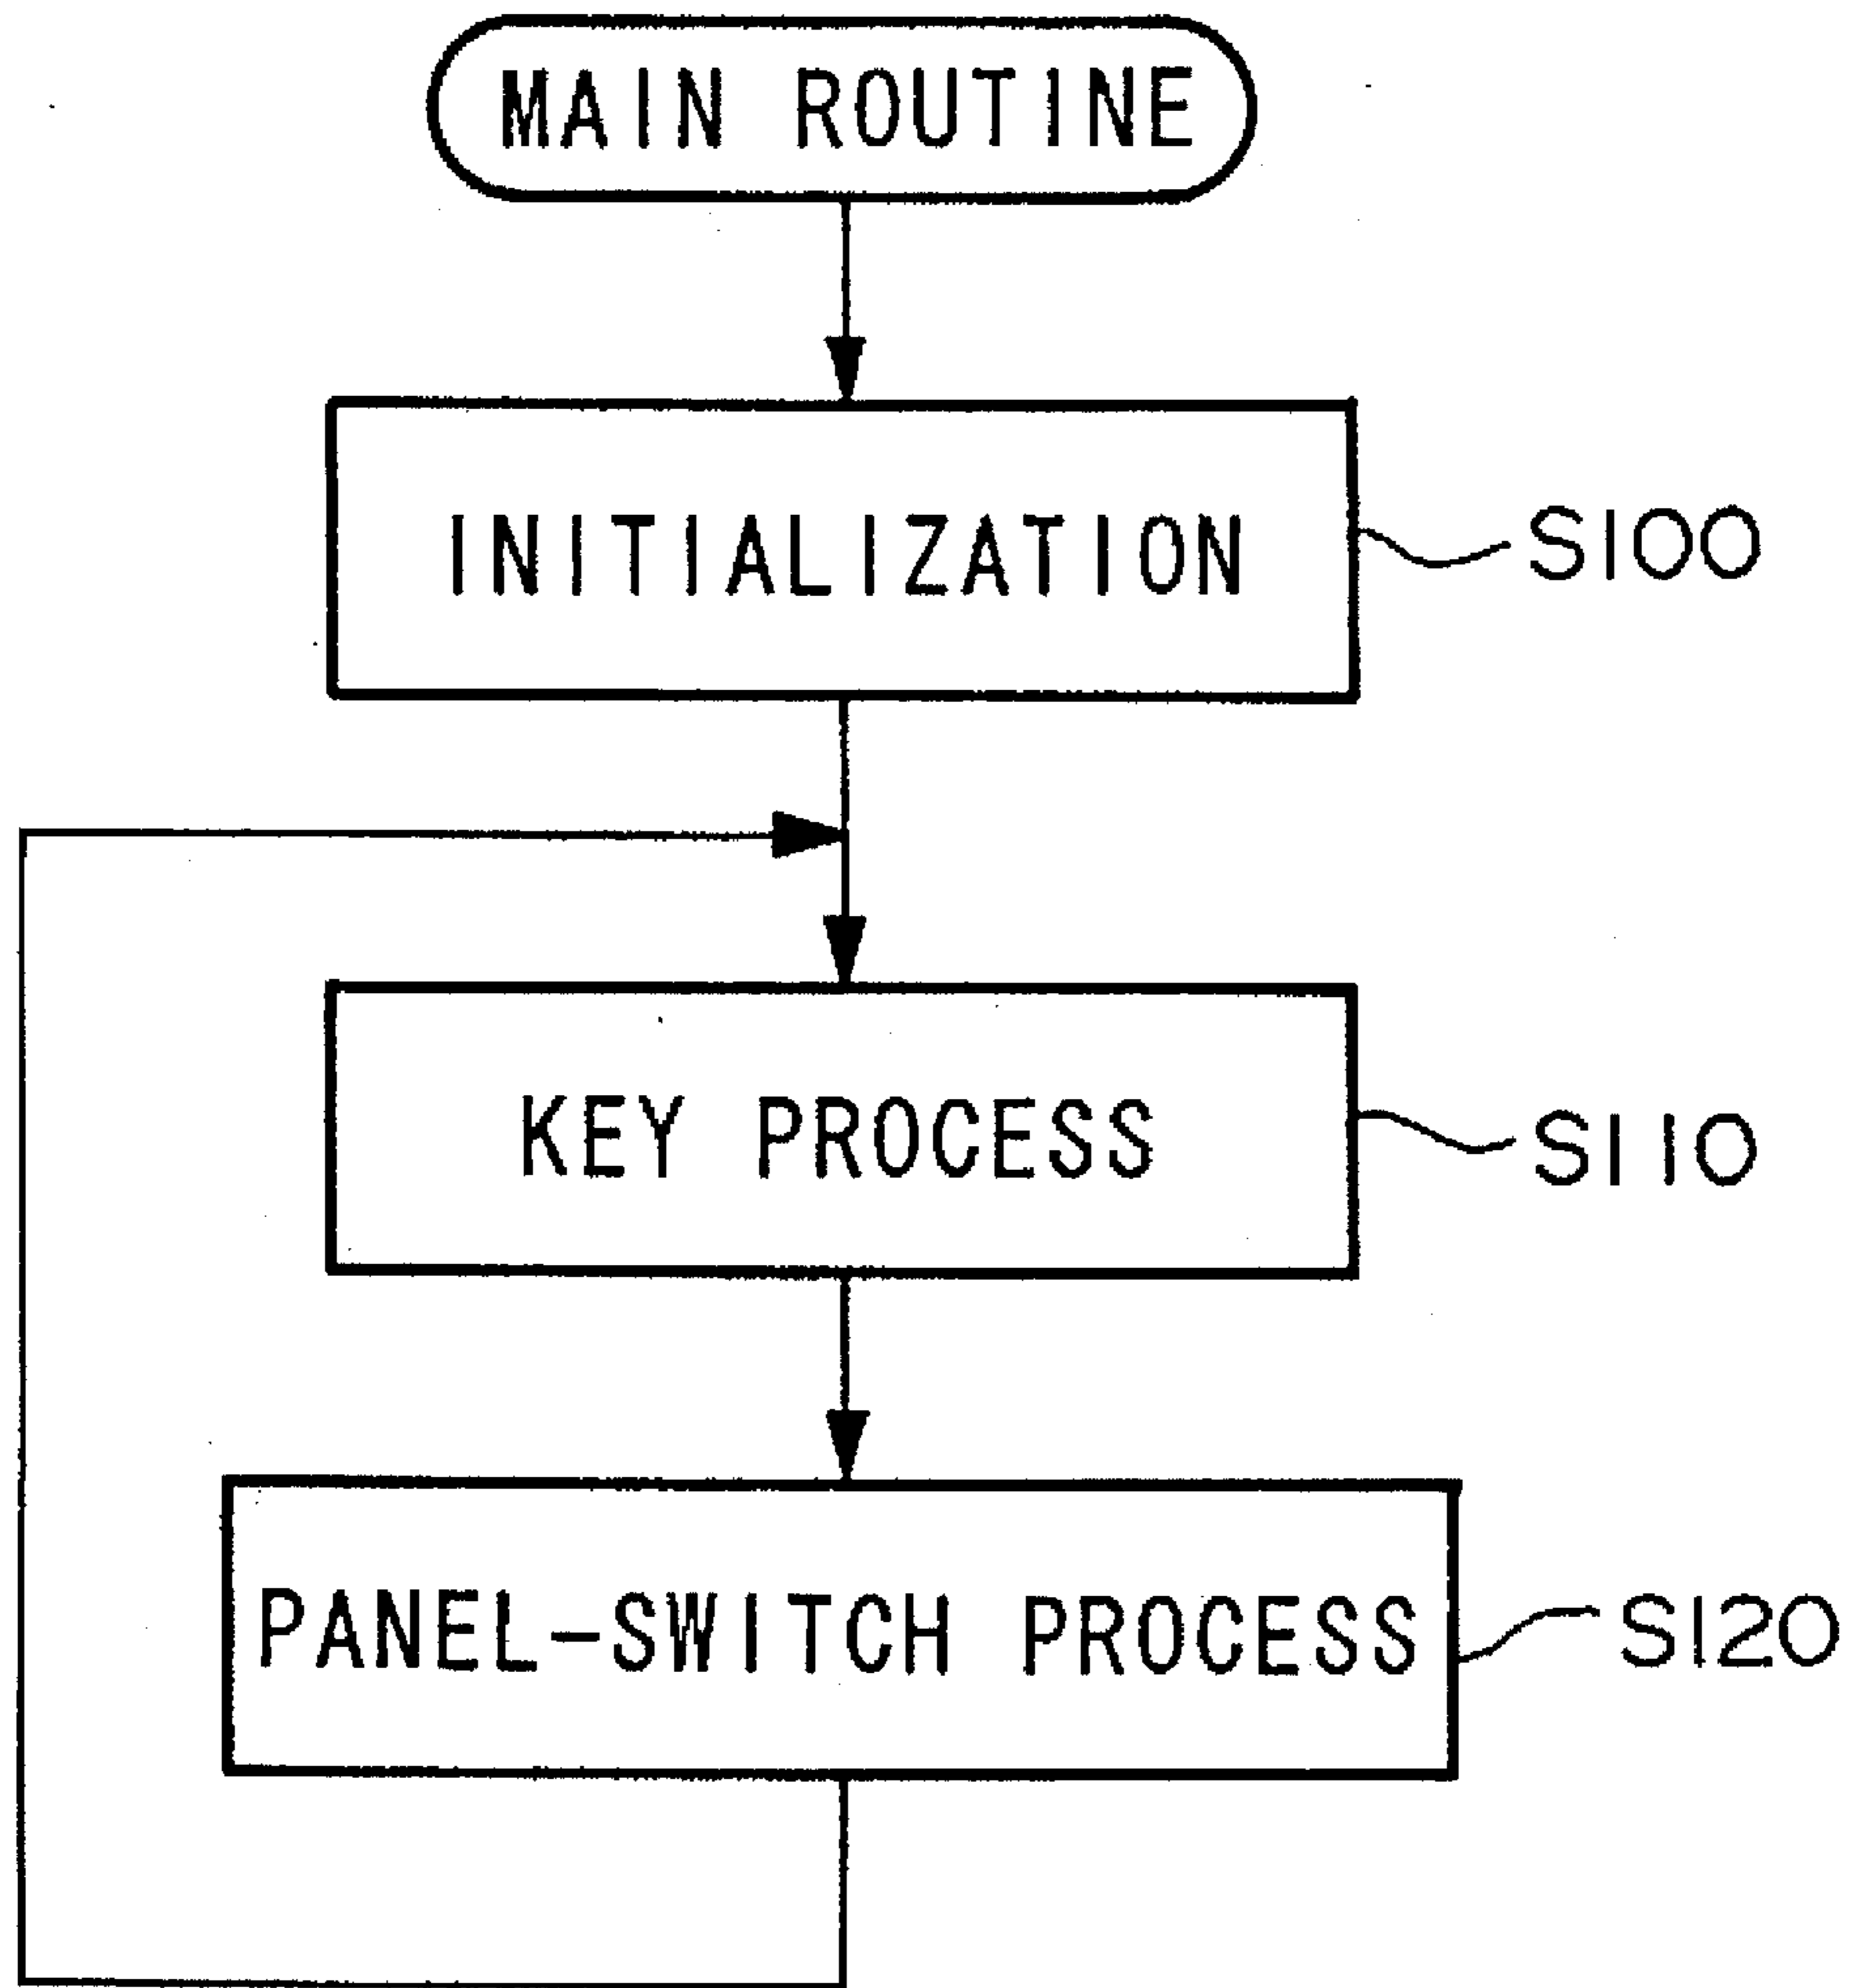 MAIN ROUTINE
INITIALIZATION
S100
KEY PROCESS
S110
PANEL-SWITCH PROCESS
S120